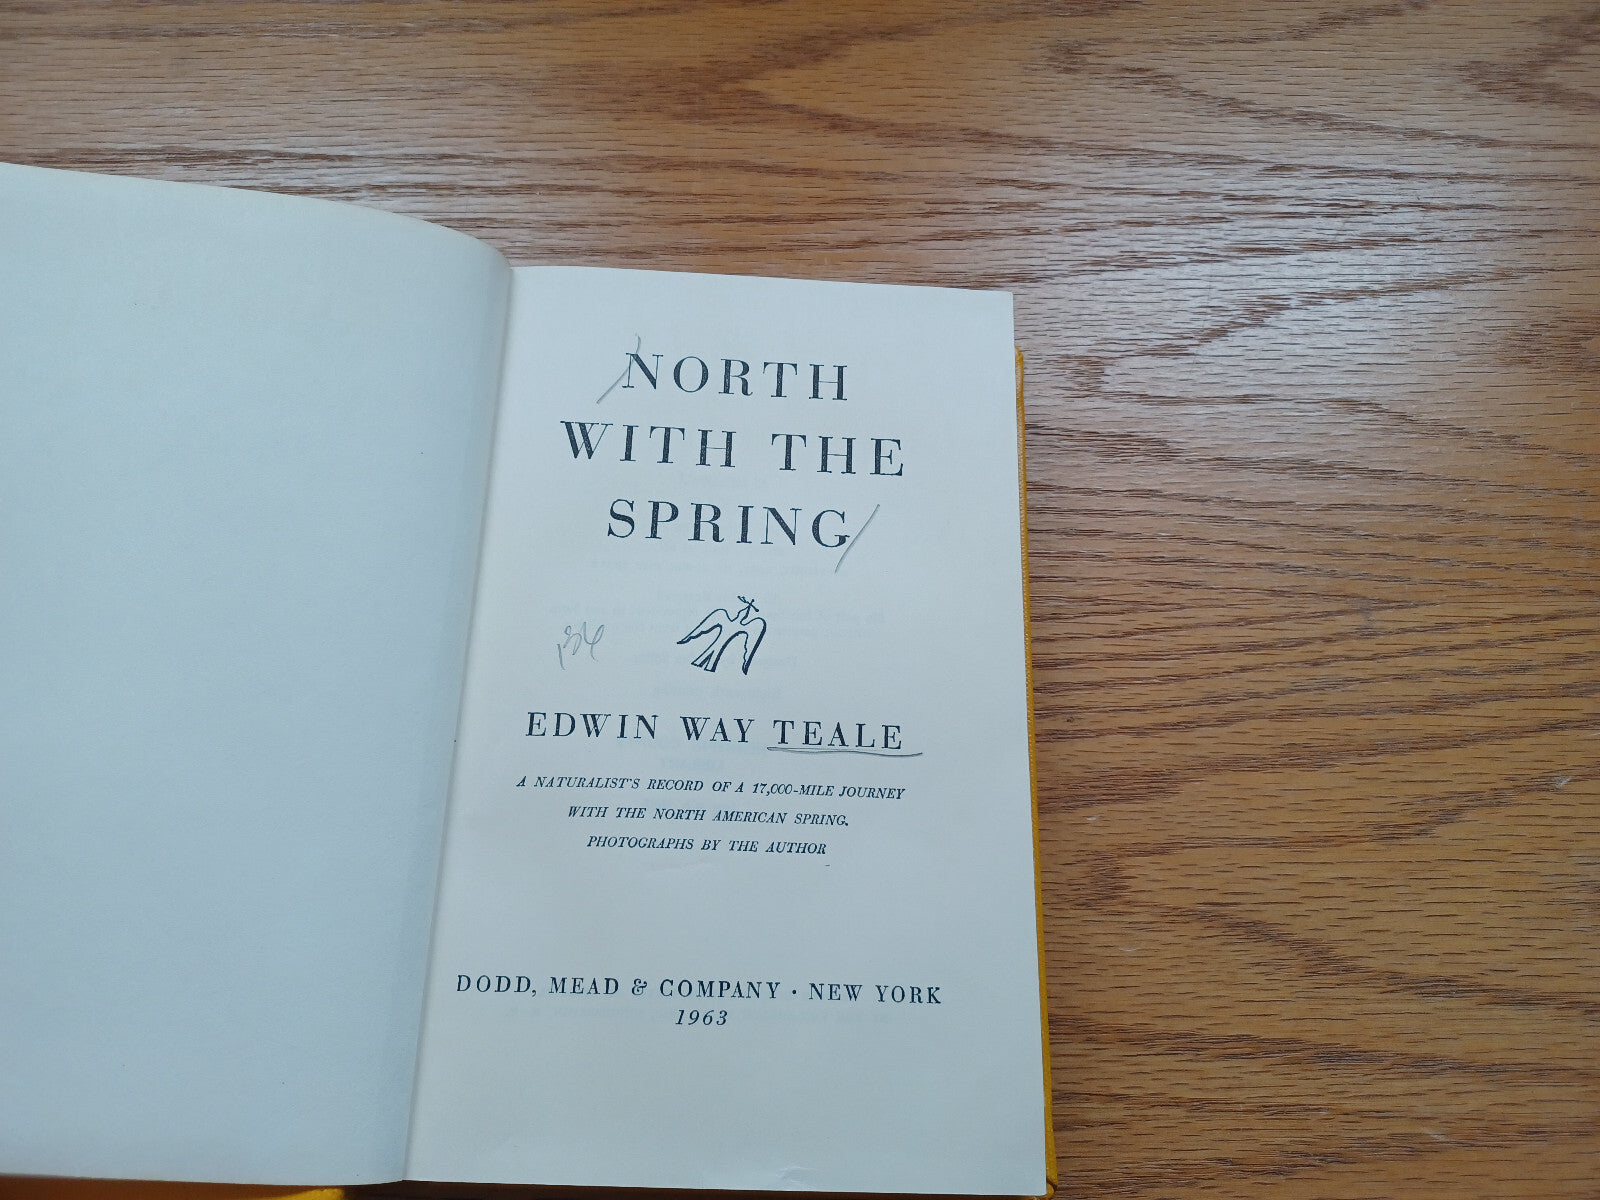 NORTH
WITH THE
SPRING
EDWIN WAY TEALE
A NATURALIST'S RECORD OF A 17,000-MILE JOURNEY
WITH THE NORTH AMERICAN SPRING.
PHOTOGRAPHS BY THE AUTHOR
DODD, MEAD & COMPANY · NEW YORK
1963